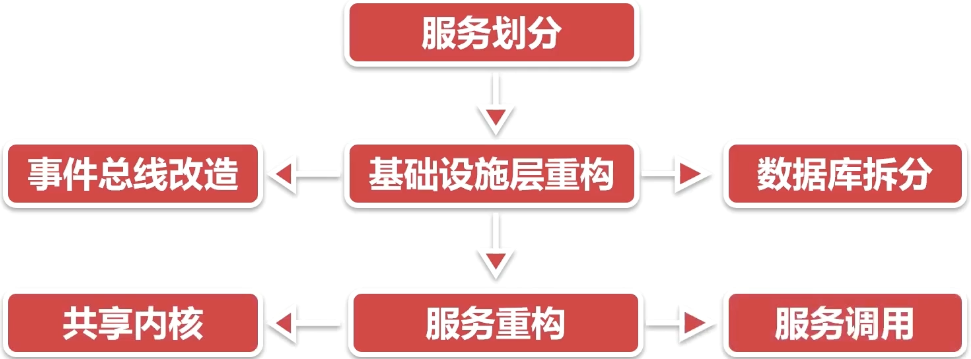 服务划分
事件总线改造
基础设施层重构
数据库拆分
共享内核
服务重构
服务调用